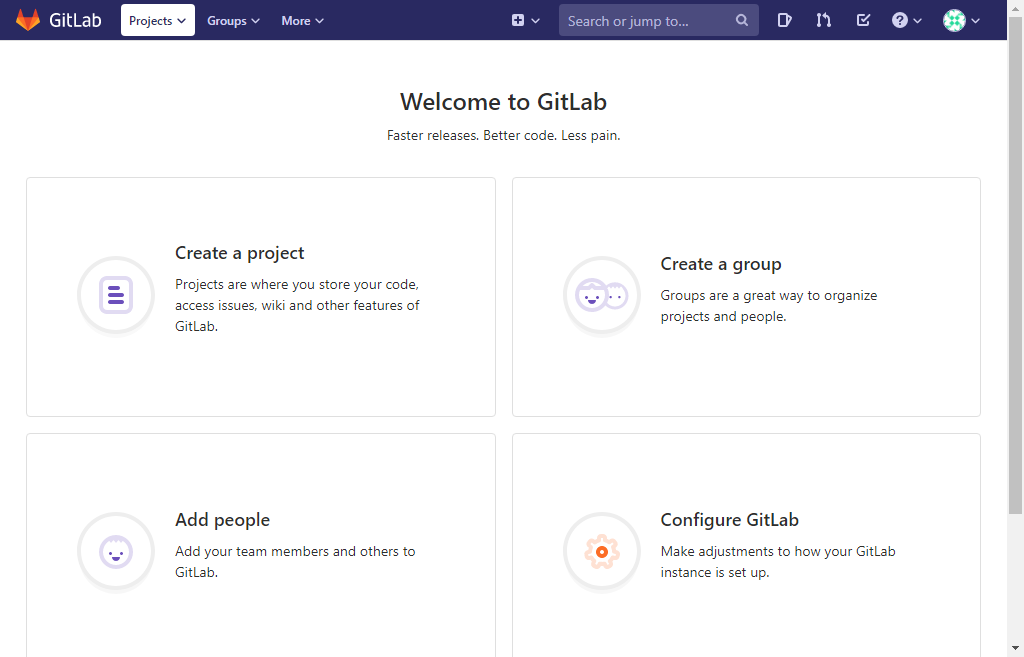 GitLab Projects Groups More Search or jump to...
Welcome to GitLab
Faster releases. Better code. Less pain.
Create a project
Projects are where you store your code,
access issues, wiki and other features of
GitLab.
Create a group
Groups are a great way to organize
projects and people.
Add people
Add your team members and others to
GitLab.
Configure GitLab
Make adjustments to how your GitLab
instance is set up.